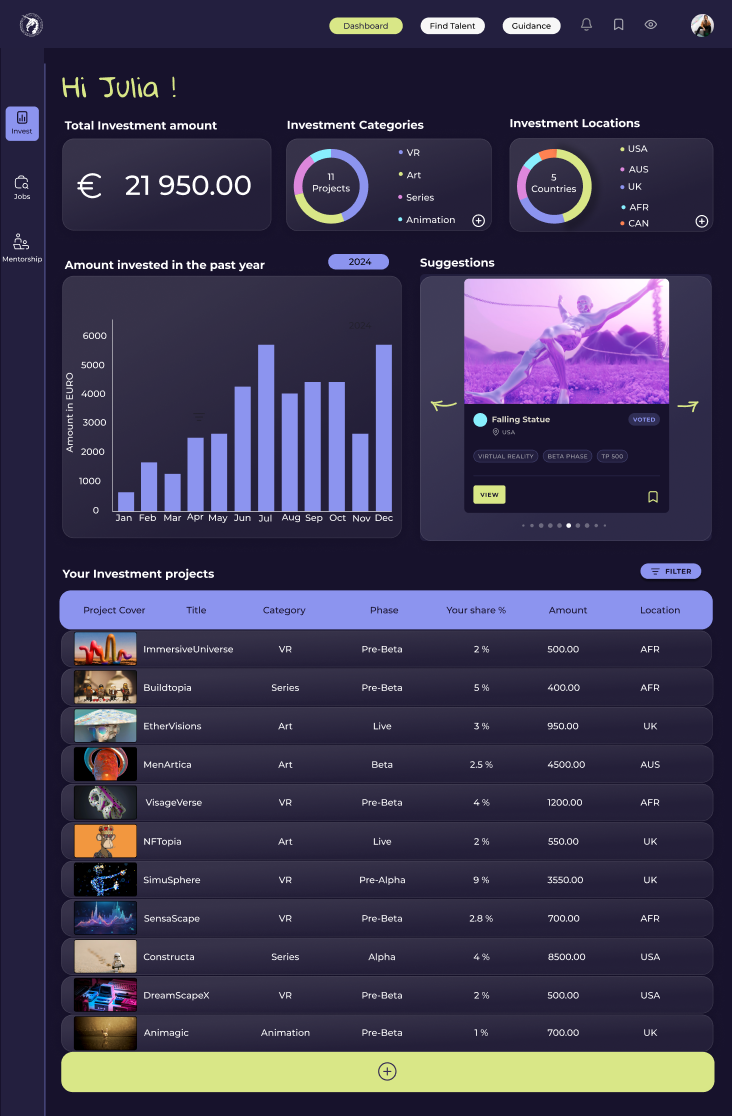 Dashboard
Find Talent
Guidance
Hi Julia !
Invest
Jobs
Mentorship
Total Investment amount
€ 21 950.00
Investment Categories
11
Projects
VR
Art
Series
Animation
Investment Locations
5
Countries
USA
AUS
UK
AFR
CAN
Amount invested in the past year
2024
Amount in EURO
6000
5000
4000
3000
2000
1000
0
Jan Feb Mar Apr May Jun Jul Aug Sep Oct Nov Dec
Suggestions
Falling Statue
VOTED
USA
VIRTUAL REALITY BETA PHASE TP 500
VIEW
Your Investment projects
FILTER
Project Cover Title Category Phase Your share % Amount Location
ImmersiveUniverse VR Pre-Beta 2 % 500.00 AFR
Buildtopia Series Pre-Beta 5 % 400.00 AFR
EtherVisions Art Live 3 % 950.00 UK
MenArtica Art Beta 2.5 % 4500.00 AUS
VisageVerse VR Pre-Beta 4 % 1200.00 AFR
NFTopia Art Live 2 % 550.00 UK
SimuSphere VR Pre-Alpha 9 % 3550.00 UK
SensaScape VR Pre-Beta 2.8 % 700.00 AFR
Constructa Series Alpha 4 % 8500.00 USA
DreamScapeX VR Pre-Beta 2 % 500.00 USA
Animagic Animation Pre-Beta 1 % 700.00 UK